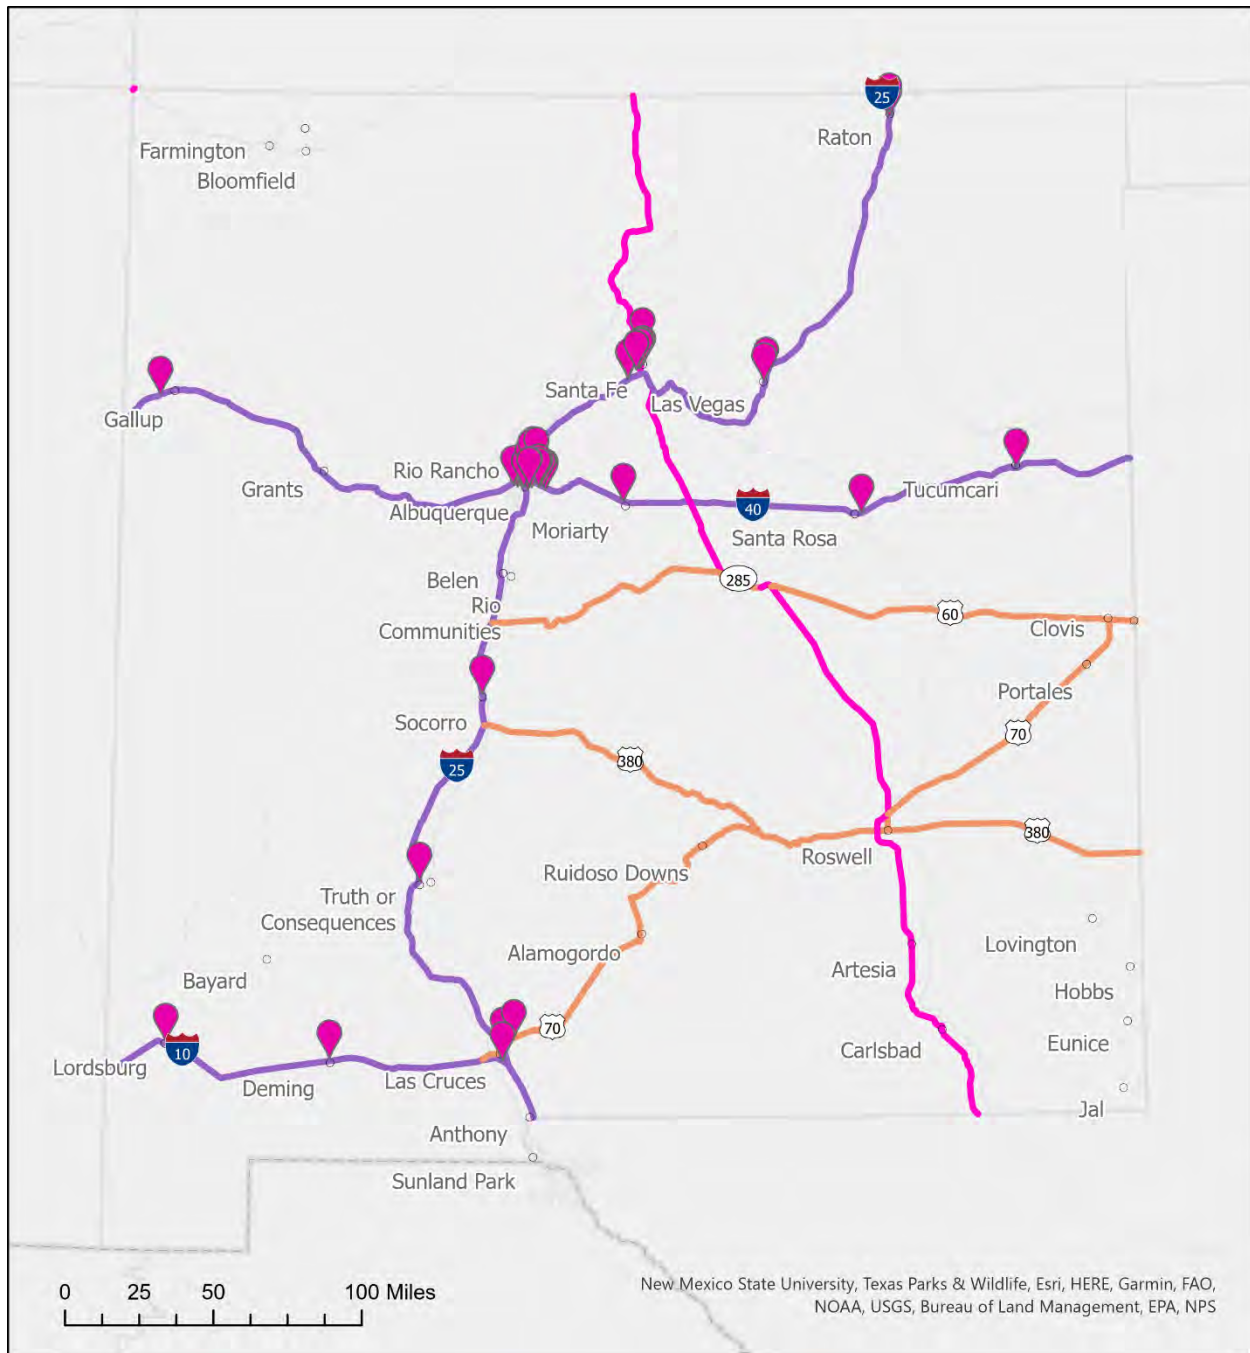 25
Raton
Farmington
Bloomfield
Santa Fe
Las Vegas
Gallup
Rio Rancho
Grants
Tucumcari
Albuquerque
40
Moriarty
Santa Rosa
Belen
285
Rio
Communities
60
Clovis
Portales
Socorro
70
380
25
380
Roswell
Ruidoso Downs
Truth or
Consequences
Lovington
Alamogordo
Artesia
Bayard
Hobbs
70
Eunice
10
Carlsbad
Lordsburg
Las Cruces
Deming
Jal
Anthony
Sunland Park
0 25 50 100 Miles
New Mexico State University, Texas Parks & Wildlife, Esri, HERE, Garmin, FAO,
NOAA, USGS, Bureau of Land Management, EPA, NPS